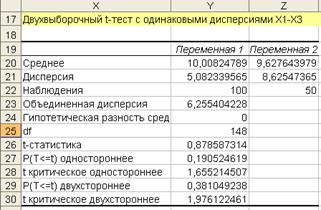 X Y Z
17 Двухвыборочный t-тест с одинаковыми дисперсиями X1-X3
18
19 Переменная 1 Переменная 2
20 Среднее 10,00824789 9,627643979
21 Дисперсия 5,082339565 8,62547365
22 Наблюдения 100 50
23 Объединенная дисперсия 6,255404228
24 Гипотетическая разность сред 0
25 df 148
26 t-статистика 0,878587314
27 P(T<=t) одностороннее 0,190524619
28 t критическое одностороннее 1,655214507
29 P(T<=t) двухстороннее 0,381049238
30 t критическое двухстороннее 1,976122461